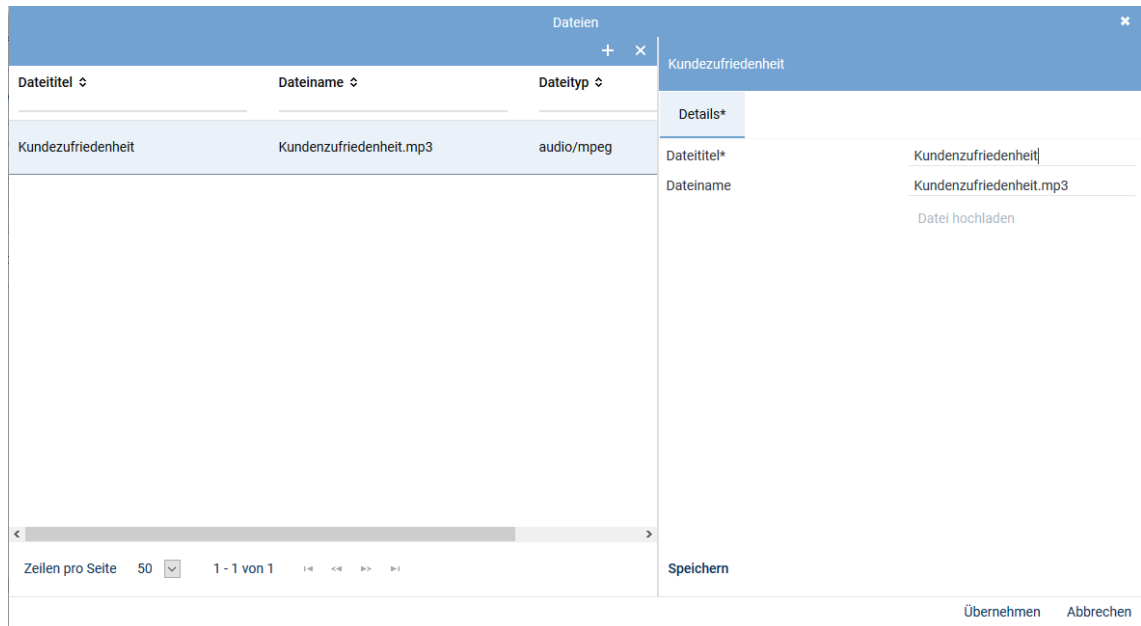 Dateien
Kundezufriedenheit
Dateititel Dateiname Dateityp
Details*
Kundezufriedenheit Kundenzufriedenheit.mp3 audio/mpeg
Dateititel* Kundenzufriedenheit
Dateiname Kundenzufriedenheit.mp3
Datei hochladen
Zeilen pro Seite 50 1 - 1 von 1
Speichern
Übernehmen Abbrechen